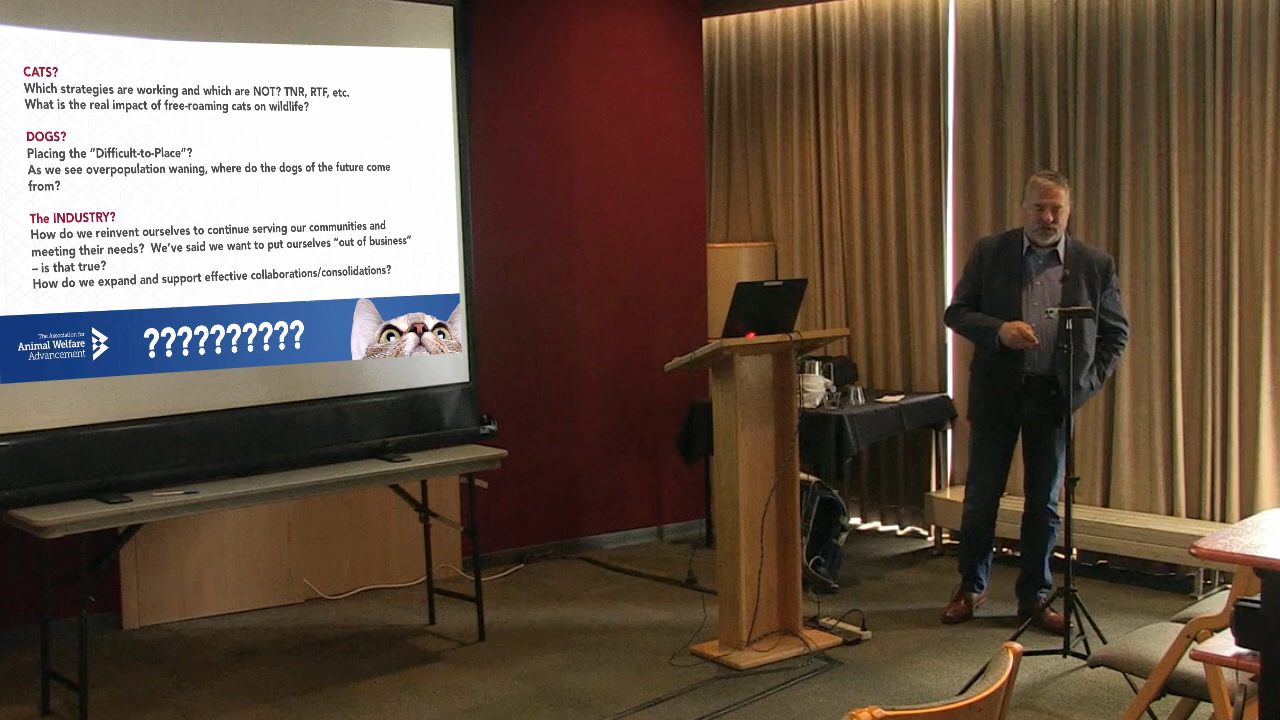 CATS?
Which strategies are working and which are NOT? TNR, RTF, etc.
What is the real impact of free-roaming cats on wildlife?
DOGS?
Placing the "Difficult-to-Place"?
As we see overpopulation waning, where do the dogs of the future come
from?
The INDUSTRY?
How do we reinvent ourselves to continue serving our communities and
meeting their needs? We've said we want to put ourselves "out of business"
– is that true?
How do we expand and support effective collaborations/consolidations?
The Association for
Animal Welfare
Advancement
??????????